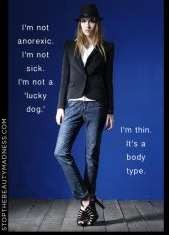 I'm not
anorexic.
I'm not
sick.
I'm not a
'lucky
dog.'
I'm thin.
It's a
body
type.
STOPTHEBEAUTYMADNESS.COM